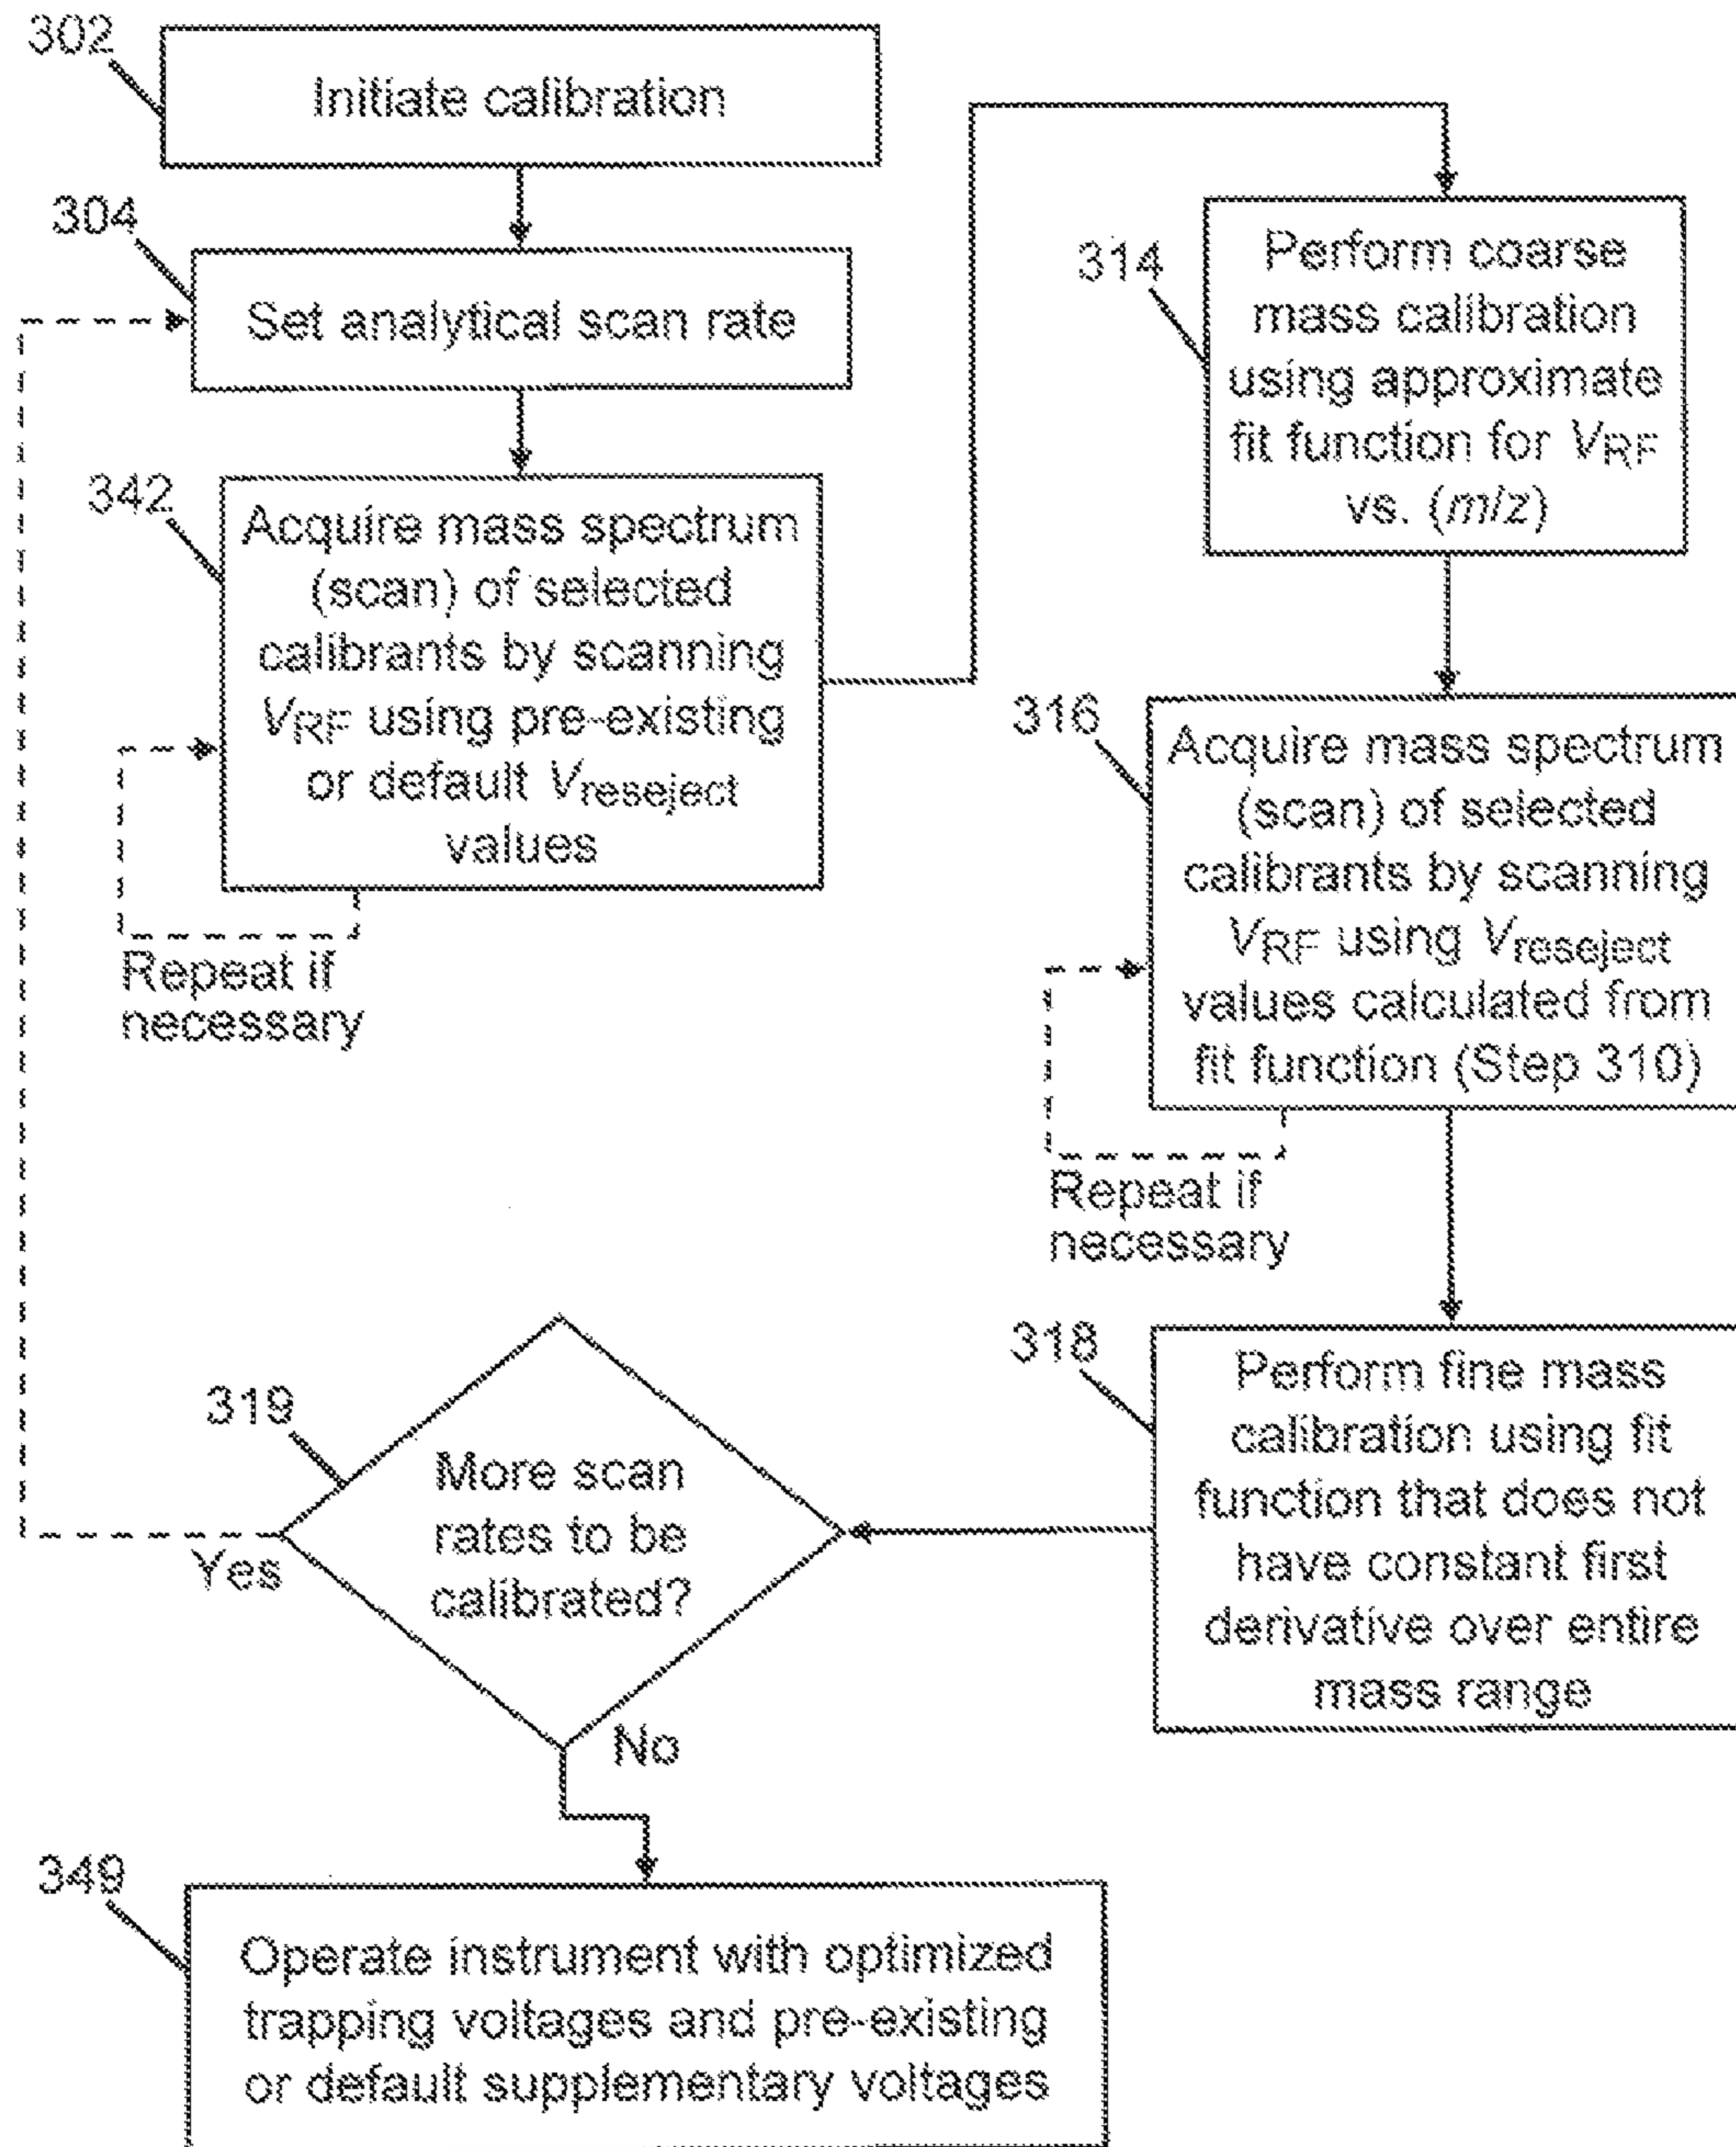 302
Initiate calibration
304
Set analytical scan rate
342
Acquire mass spectrum
(scan) of selected
calibrants by scanning
VRF using pre-existing
or default Vreseject
values
Repeat if
necessary
314
Perform coarse
mass calibration
using approximate
fit function for VRF
vs. (m/z)
316
Acquire mass spectrum
(scan) of selected
calibrants by scanning
VRF using Vreseject
values calculated from
fit function (Step 310)
Repeat if
necessary
318
Perform fine mass
calibration using fit
function that does not
have constant first
derivative over entire
mass range
319
More scan
rates to be
calibrated?
Yes
No
349
Operate instrument with optimized
trapping voltages and pre-existing
or default supplementary voltages